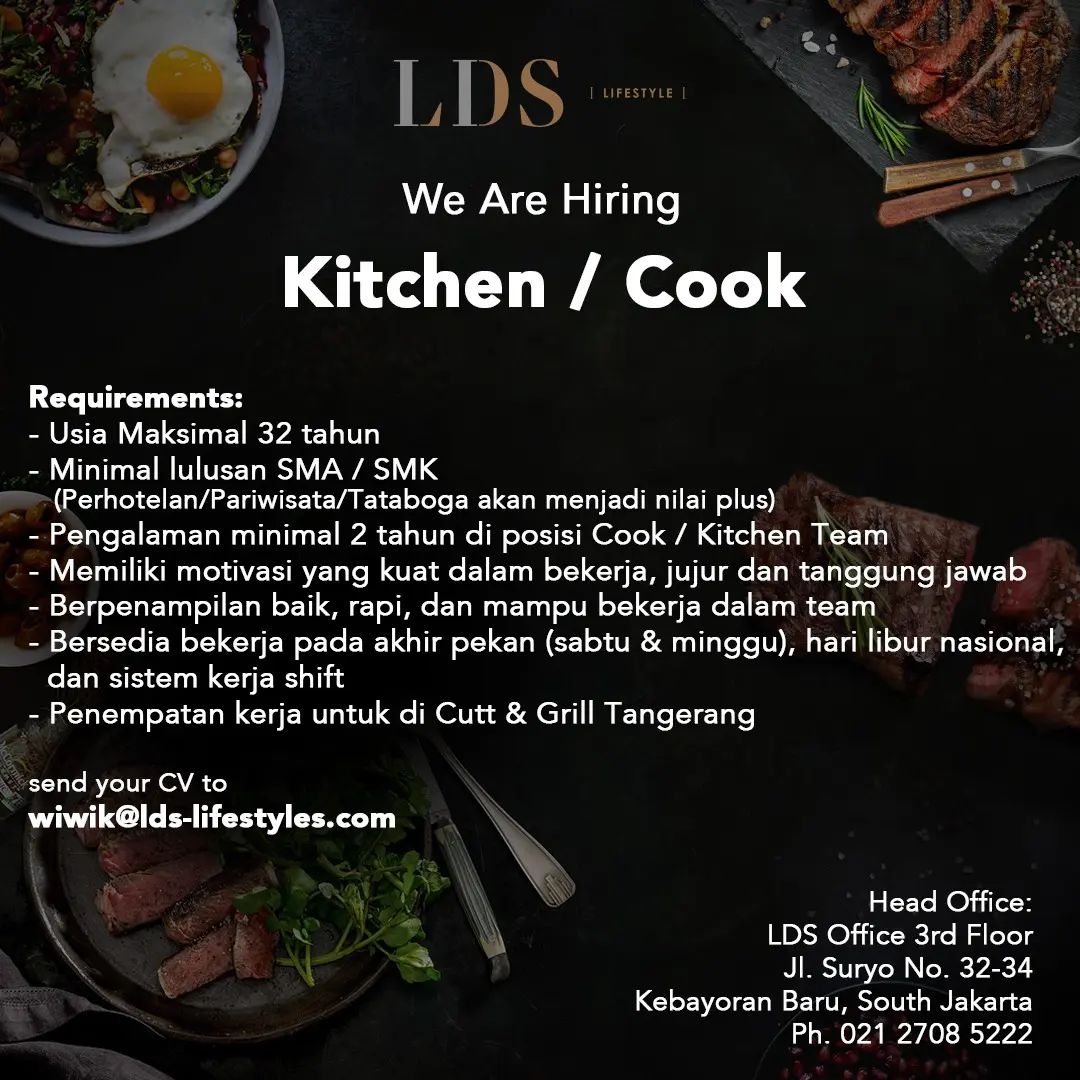 LDS | LIFESTYLE |
We Are Hiring
Kitchen / Cook
Requirements:
- Usia Maksimal 32 tahun
- Minimal lulusan SMA / SMK
(Perhotelan/Pariwisata/Tataboga akan menjadi nilai plus)
- Pengalaman minimal 2 tahun di posisi Cook / Kitchen Team
- Memiliki motivasi yang kuat dalam bekerja, jujur dan tanggung jawab
- Berpenampilan baik, rapi, dan mampu bekerja dalam team
- Bersedia bekerja pada akhir pekan (sabtu & minggu), hari libur nasional,
dan sistem kerja shift
- Penempatan kerja untuk di Cutt & Grill Tangerang
send your CV to
wiwik@lds-lifestyles.com
Head Office:
LDS Office 3rd Floor
Jl. Suryo No. 32-34
Kebayoran Baru, South Jakarta
Ph. 021 2708 5222